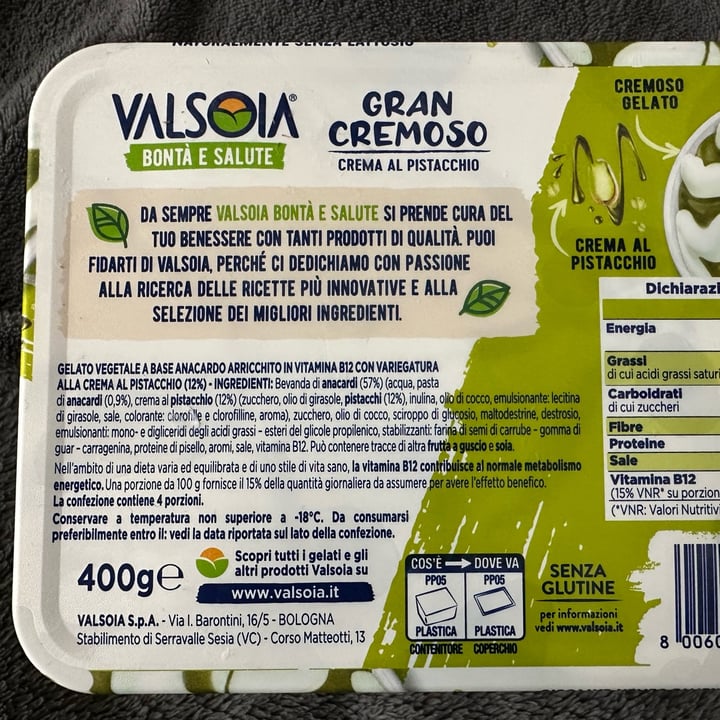 NATURALMENTE SENZA LATTOSIO
VALSOIA®
BONTÀ E SALUTE
GRAN
CREMOSO
CREMA AL PISTACCHIO
CREMOSO
GELATO
CREMA AL
PISTACCHIO
DA SEMPRE VALSOIA BONTÀ E SALUTE SI PRENDE CURA DEL
TUO BENESSERE CON TANTI PRODOTTI DI QUALITÀ. PUOI
FIDARTI DI VALSOIA, PERCHÉ CI DEDICHIAMO CON PASSIONE
ALLA RICERCA DELLE RICETTE PIÙ INNOVATIVE E ALLA
SELEZIONE DEI MIGLIORI INGREDIENTI.
GELATO VEGETALE A BASE ANACARDO ARRICCHITO IN VITAMINA B12 CON VARIEGATURA
ALLA CREMA AL PISTACCHIO (12%) - INGREDIENTI: Bevanda di anacardi (57%) (acqua, pasta
di anacardi (0,9%), crema al pistacchio (12%) (zucchero, olio di girasole, pistacchi (12%), inulina, olio di cocco, emulsionante: lecitina
di girasole, sale, colorante: clorofille e clorofilline, aroma), zucchero, olio di cocco, sciroppo di glucosio, maltodestrine, destrosio,
emulsionanti: mono- e digliceridi degli acidi grassi - esteri del glicole propilenico, stabilizzanti: farina di semi di carrube - gomma di
guar - carragenina, proteine di pisello, aromi, sale, vitamina B12. Può contenere tracce di altra frutta a guscio e soia.
Nell'ambito di una dieta varia ed equilibrata e di uno stile di vita sano, la vitamina B12 contribuisce al normale metabolismo
energetico. Una porzione da 100 g fornisce il 15% della quantità giornaliera da assumere per avere l'effetto benefico.
La confezione contiene 4 porzioni.
Conservare a temperatura non superiore a -18°C. Da consumarsi
preferibilmente entro il: vedi la data riportata sul lato della confezione.
400g℮
Scopri tutti i gelati e gli
altri prodotti Valsoia su
www.valsoia.it
VALSOIA S.p.A. - Via I. Barontini, 16/5 - BOLOGNA
Stabilimento di Serravalle Sesia (VC) - Corso Matteotti, 13
COS'È → DOVE VA
PP05 PP05
PLASTICA PLASTICA
CONTENITORE COPERCHIO
SENZA
GLUTINE
per informazioni
vedi www.valsoia.it
Energia
Grassi
di cui acidi grassi saturi
Carboidrati
di cui zuccheri
Fibre
Proteine
Sale
Vitamina B12
(15% VNR* su
(*VNR: Valori
8 0060